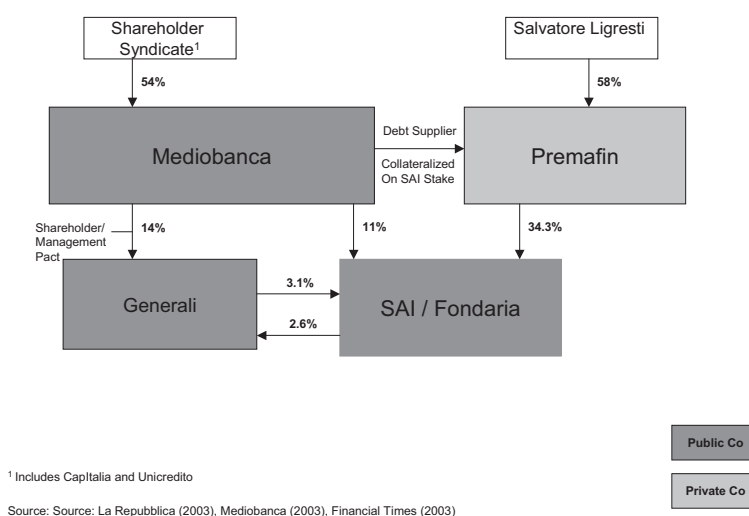 Shareholder
Syndicate1
Salvatore Ligresti
54%
58%
Mediobanca
Debt Supplier
Collateralized
On SAI Stake
Premafin
Shareholder/
Management
Pact
14%
11%
34.3%
Generali
3.1%
2.6%
SAI / Fondaria
Public Co
Private Co
1 Includes CapItalia and Unicredito
Source: Source: La Repubblica (2003), Mediobanca (2003), Financial Times (2003)